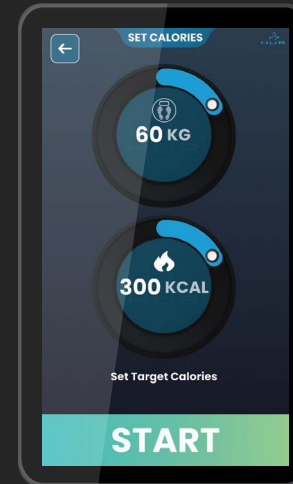 SET CALORIES
60 KG
300 KCAL
Set Target Calories
START